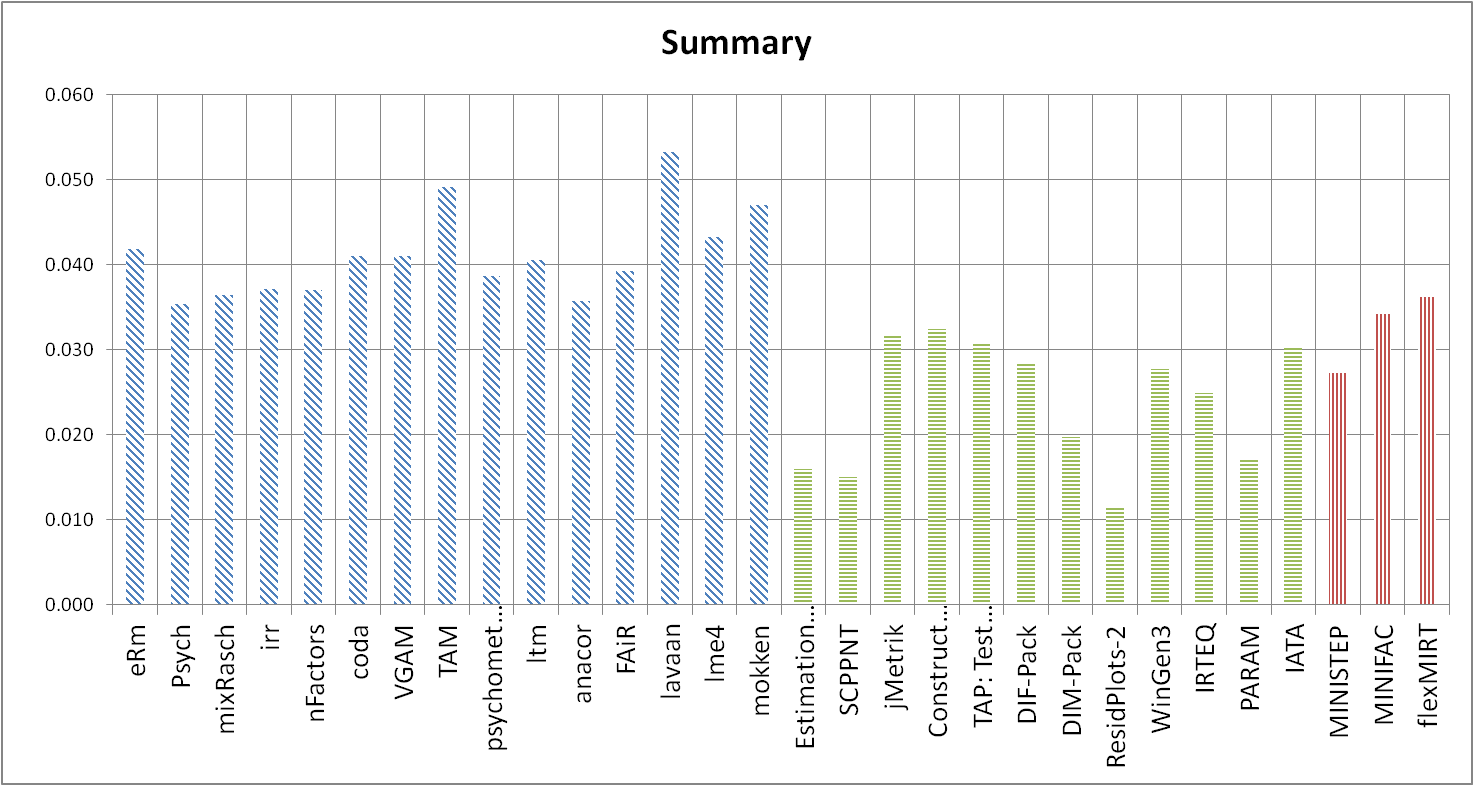 Summary
0.060
0.050
0.040
0.030
0.020
0.010
0.000
eRm
Psych
mixRasch
irr
nFactors
coda
VGAM
TAM
psychomet...
ltm
anacor
FAiR
lavaan
lme4
mokken
Estimation...
SCPPNT
jMetrik
Construct...
TAP: Test...
DIF-Pack
DIM-Pack
ResidPlots-2
WinGen3
IRTEQ
PARAM
IATA
MINISTEP
MINIFAC
flexMIRT